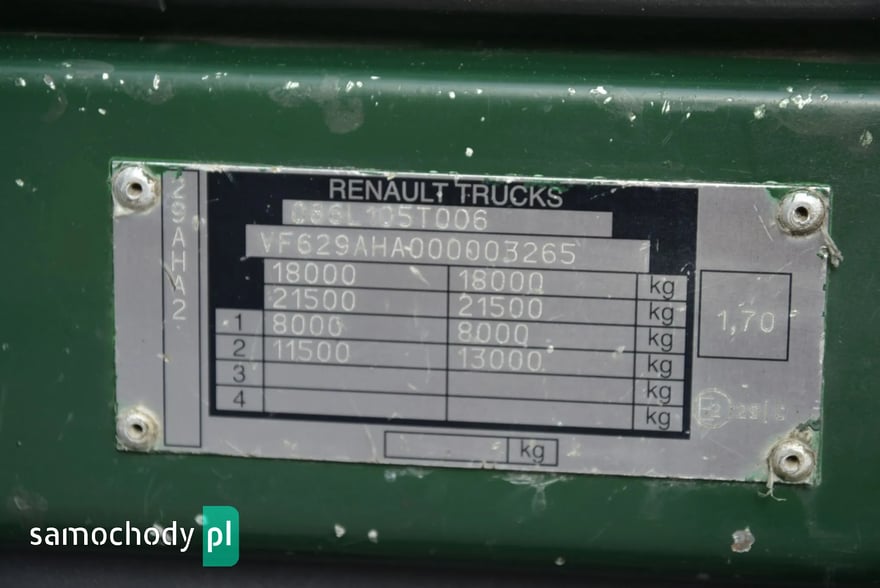 RENAULT TRUCKS
VF629AHA000003265
18000 18000 kg
21500 21500 kg
1 8000 8000 kg
2 11500 13000 kg
3 kg
4 kg
kg
29AHA2
1,70
samochody pl